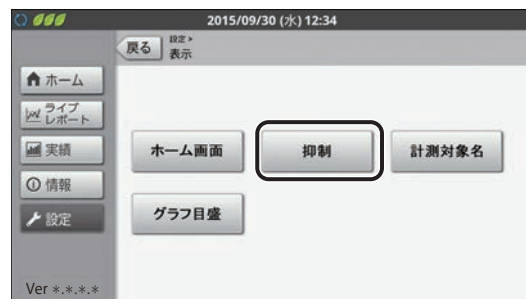 2015/09/30 (水) 12:34
戻る
設定 >
表示
ホーム
ライブ
レポート
実績
情報
設定
ホーム画面
抑制
計測対象名
グラフ目盛
Ver *.*.*.*